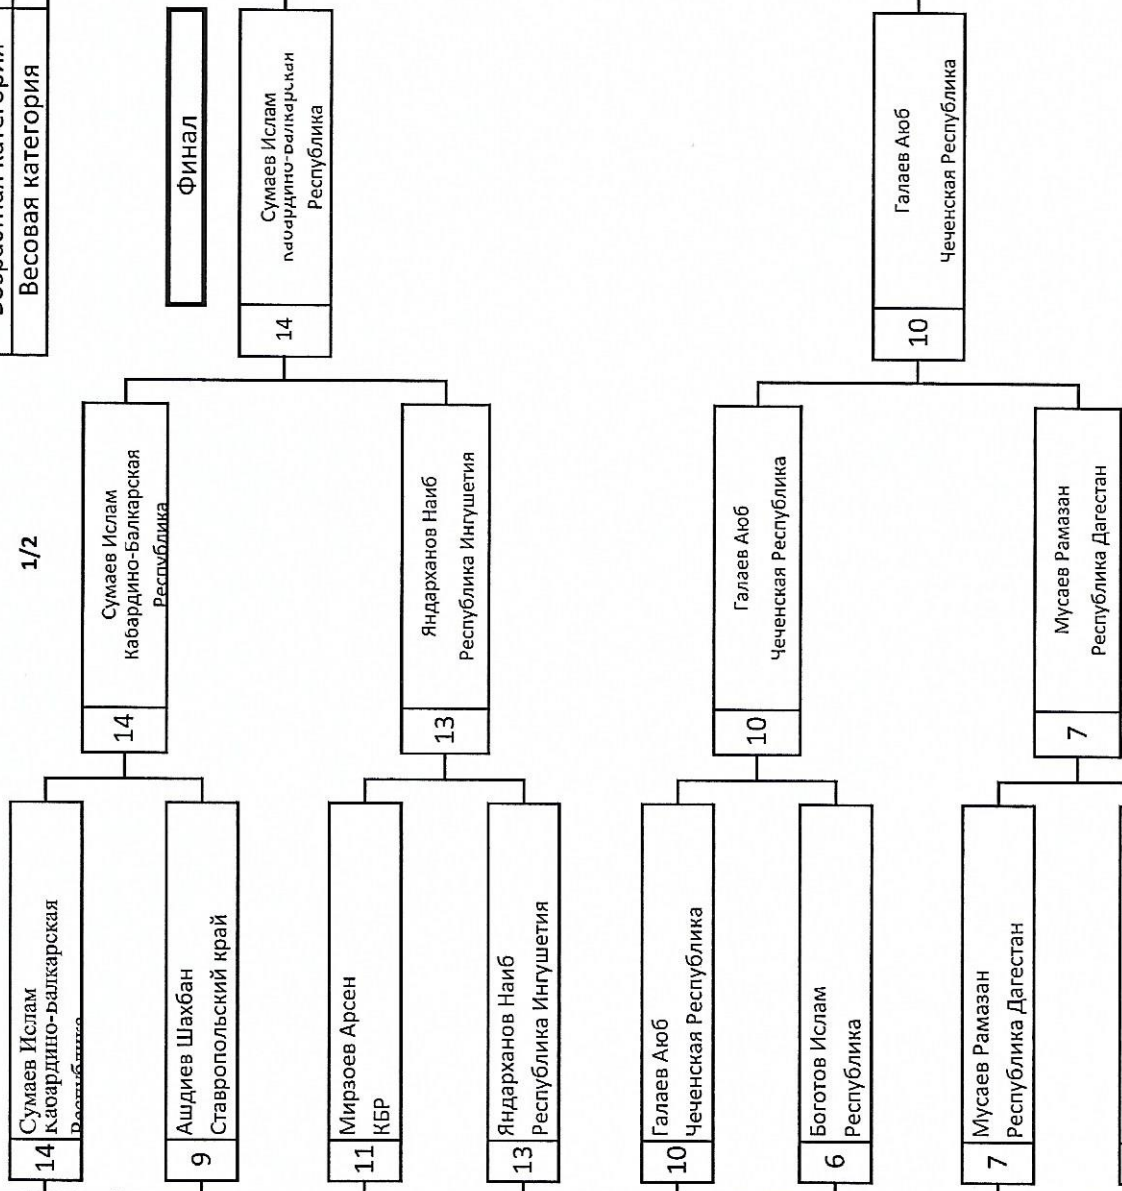 Весовая категория
1/2
Финал
14
Сумаев Ислам
Кабардино-Балкарская
9
Ашдиев Шахбан
Ставропольский край
11
Мирзоев Арсен
КБР
13
Яндарханов Наиб
Республика Ингушетия
10
Галаев Аюб
Чеченская Республика
6
Боготов Ислам
Республика
7
Мусаев Рамазан
Республика Дагестан
14
Сумаев Ислам
Кабардино-Балкарская
Республика
13
Яндарханов Наиб
Республика Ингушетия
10
Галаев Аюб
Чеченская Республика
7
Мусаев Рамазан
Республика Дагестан
14
Сумаев Ислам
Кабардино-Балкарская
Республика
10
Галаев Аюб
Чеченская Республика